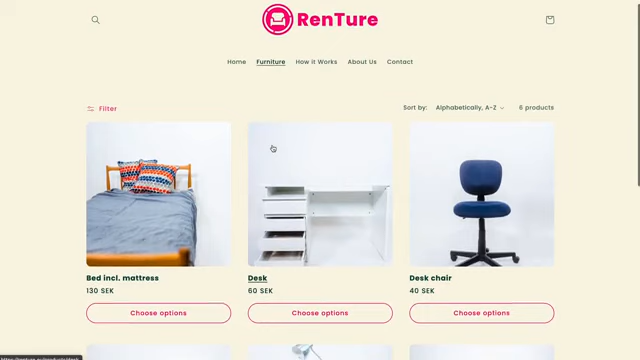 RenTure
Home Furniture How it Works About Us Contact
Filter
Sort by: Alphabetically, A-Z 6 products
Bed incl. mattress
130 SEK
Choose options
Desk
60 SEK
Choose options
Desk chair
40 SEK
Choose options